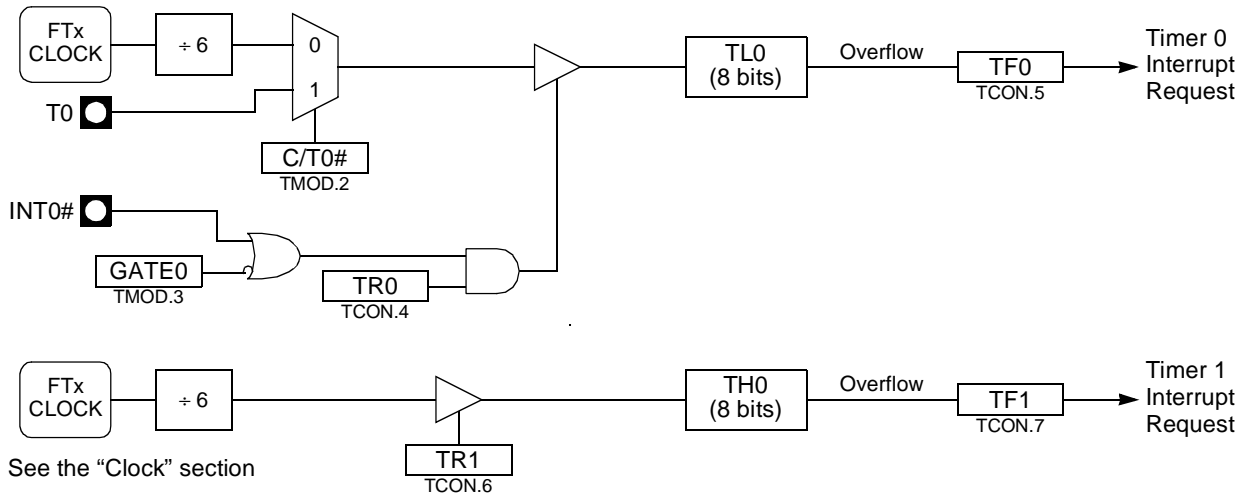 FTx
CLOCK
÷ 6
0
1
T0
C/T0#
TMOD.2
TL0
(8 bits)
Overflow
TF0
TCON.5
Timer 0
Interrupt
Request
INT0#
GATE0
TMOD.3
TR0
TCON.4
FTx
CLOCK
÷ 6
TR1
TCON.6
TH0
(8 bits)
Overflow
TF1
TCON.7
Timer 1
Interrupt
Request
See the “Clock” section